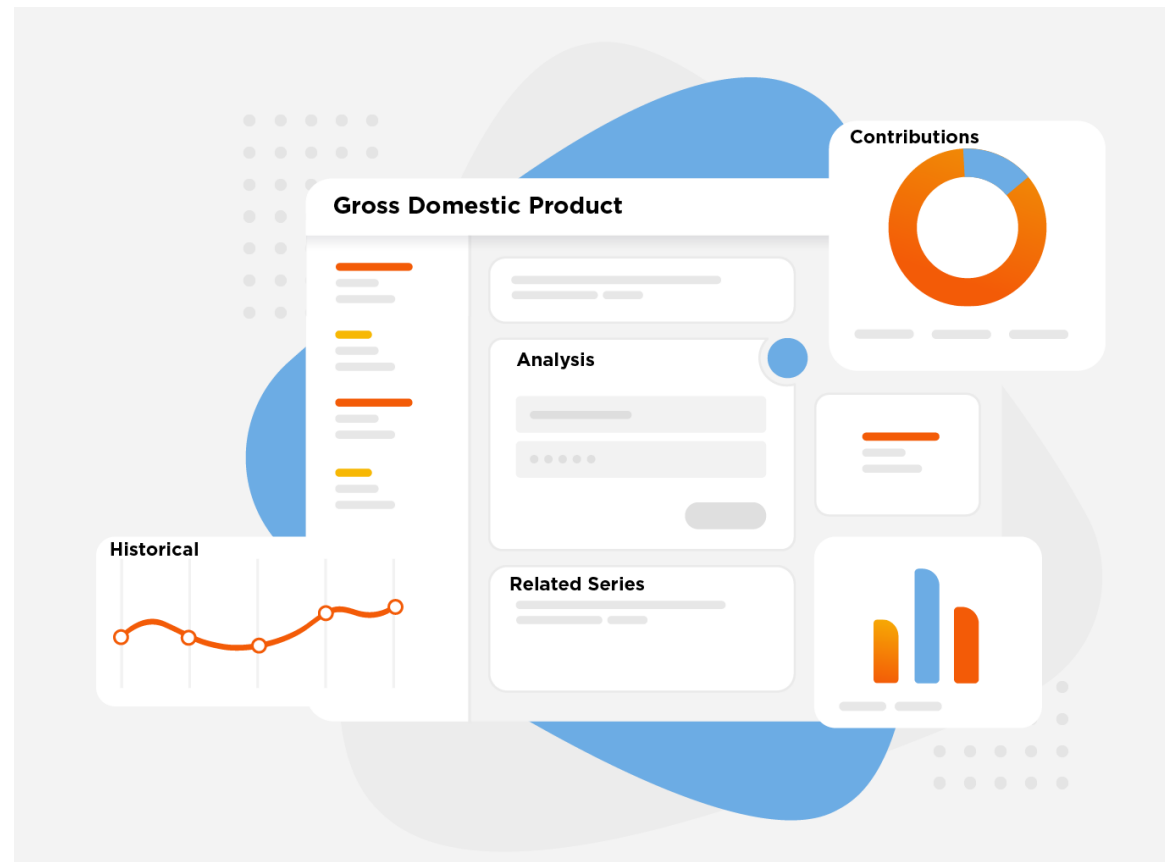 Contributions
Gross Domestic Product
Analysis
Historical
Related Series